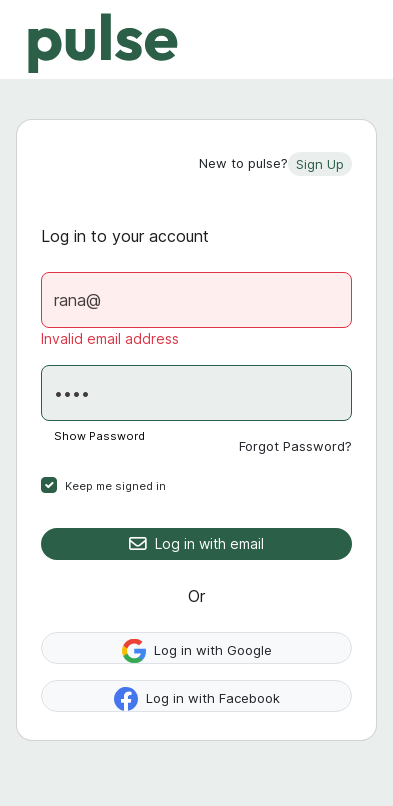 pulse
New to pulse? Sign Up
Log in to your account
rana@
Invalid email address
••••
Show Password
Forgot Password?
Keep me signed in
Log in with email
Or
Log in with Google
Log in with Facebook